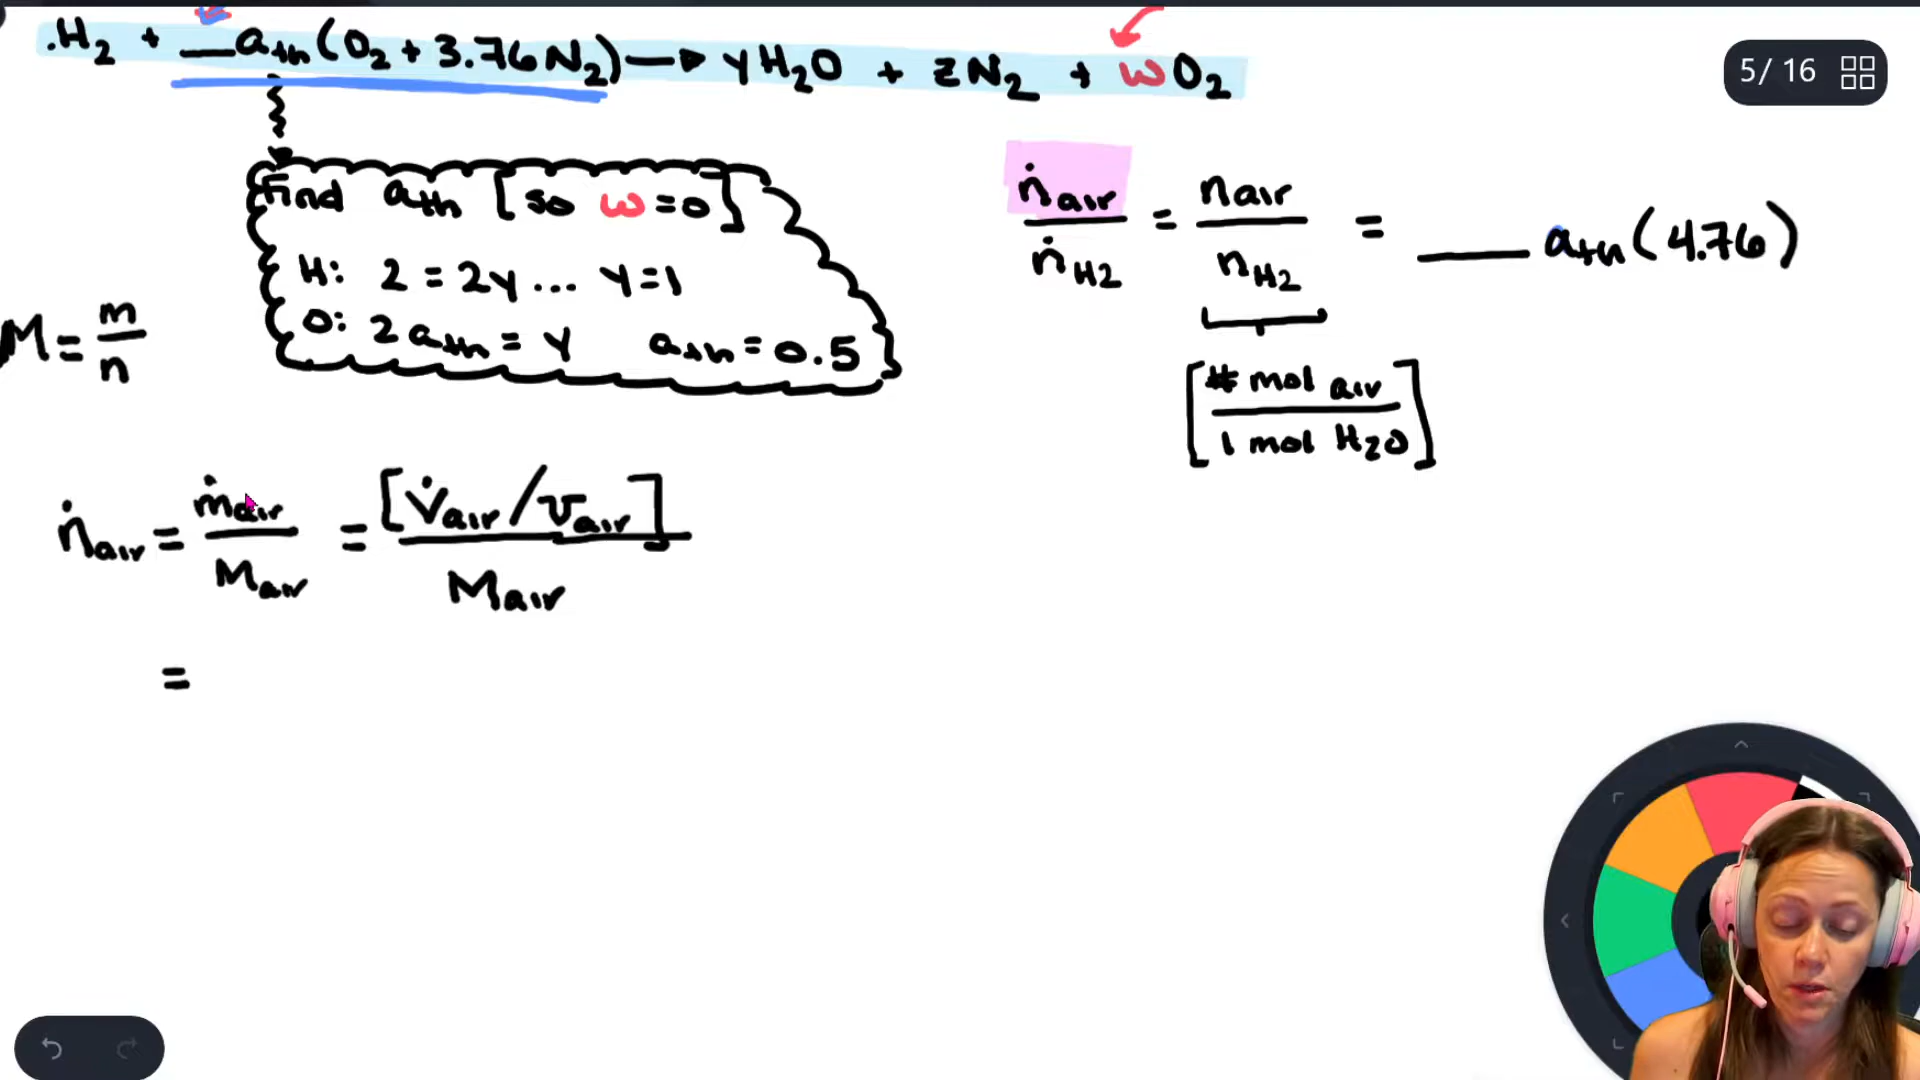 .H₂ + __a_th(O₂ + 3.76N₂) → yH₂O + zN₂ + wO₂
5/ 16
Find a_th [so w=0]
H: 2 = 2y... y=1
O: 2a_th = y a_th = 0.5
M = m/n
ṅ_air/ṅ_H2 = n_air/n_H2 = ___ a_th(4.76)
[# mol air / 1 mol H₂O]
ṅ_air = ṁ_air/M_air = [V̇_air/v_air]/M_air
=